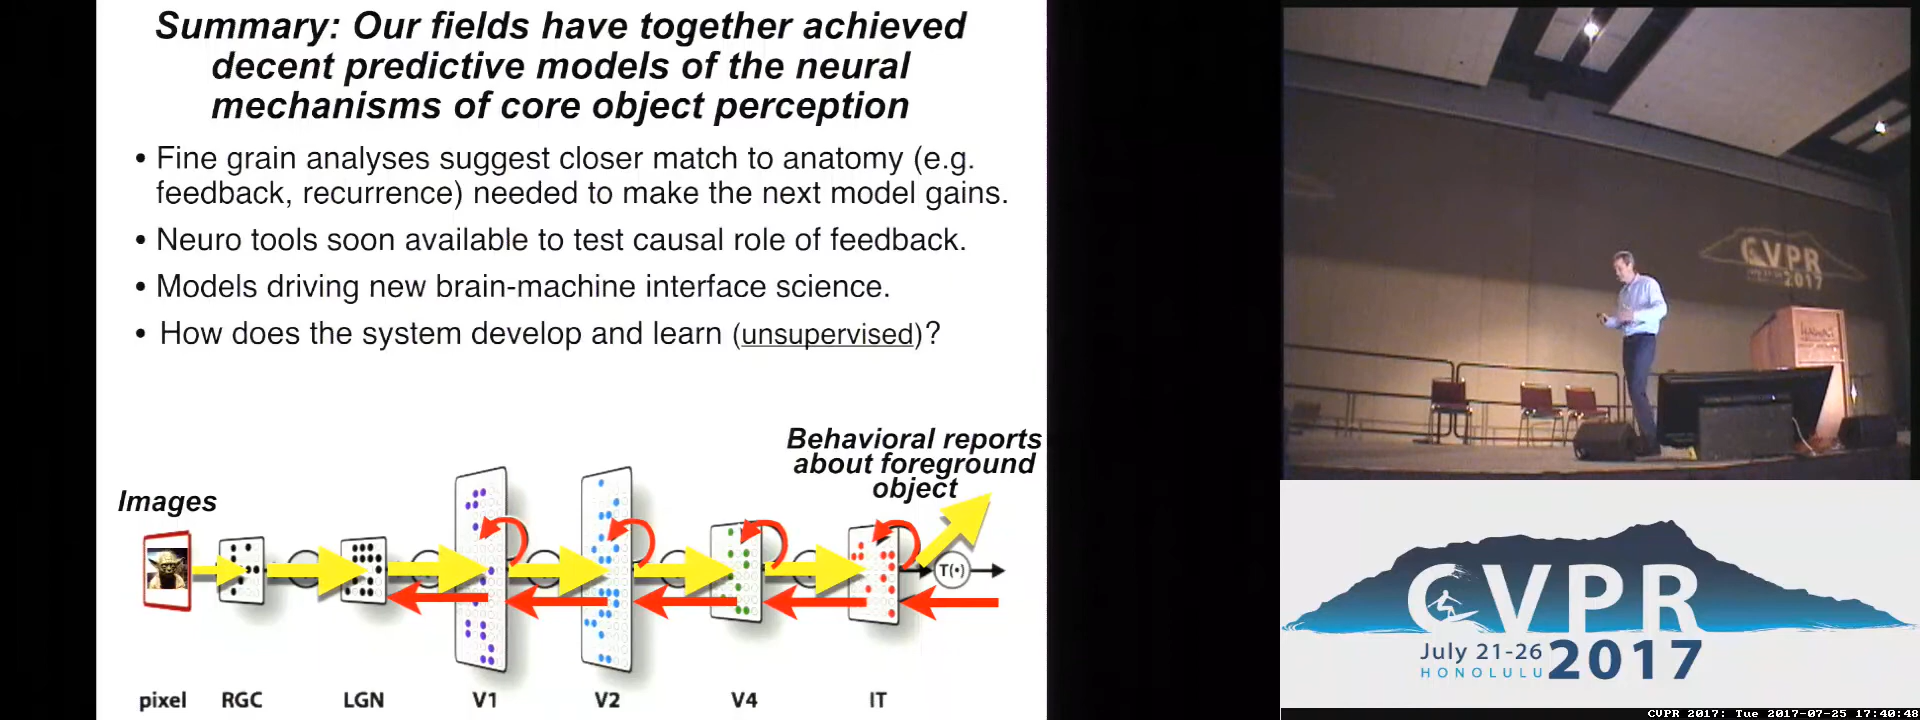 Summary: Our fields have together achieved
decent predictive models of the neural
mechanisms of core object perception
• Fine grain analyses suggest closer match to anatomy (e.g.
feedback, recurrence) needed to make the next model gains.
• Neuro tools soon available to test causal role of feedback.
• Models driving new brain-machine interface science.
• How does the system develop and learn (unsupervised)?
Behavioral reports
about foreground
object
Images
T(•)
pixel RGC LGN V1 V2 V4 IT
CVPR
2017
CVPR
July 21-26
HONOLULU
2017
CVPR 2017: Tue 2017-07-25 17:40:48